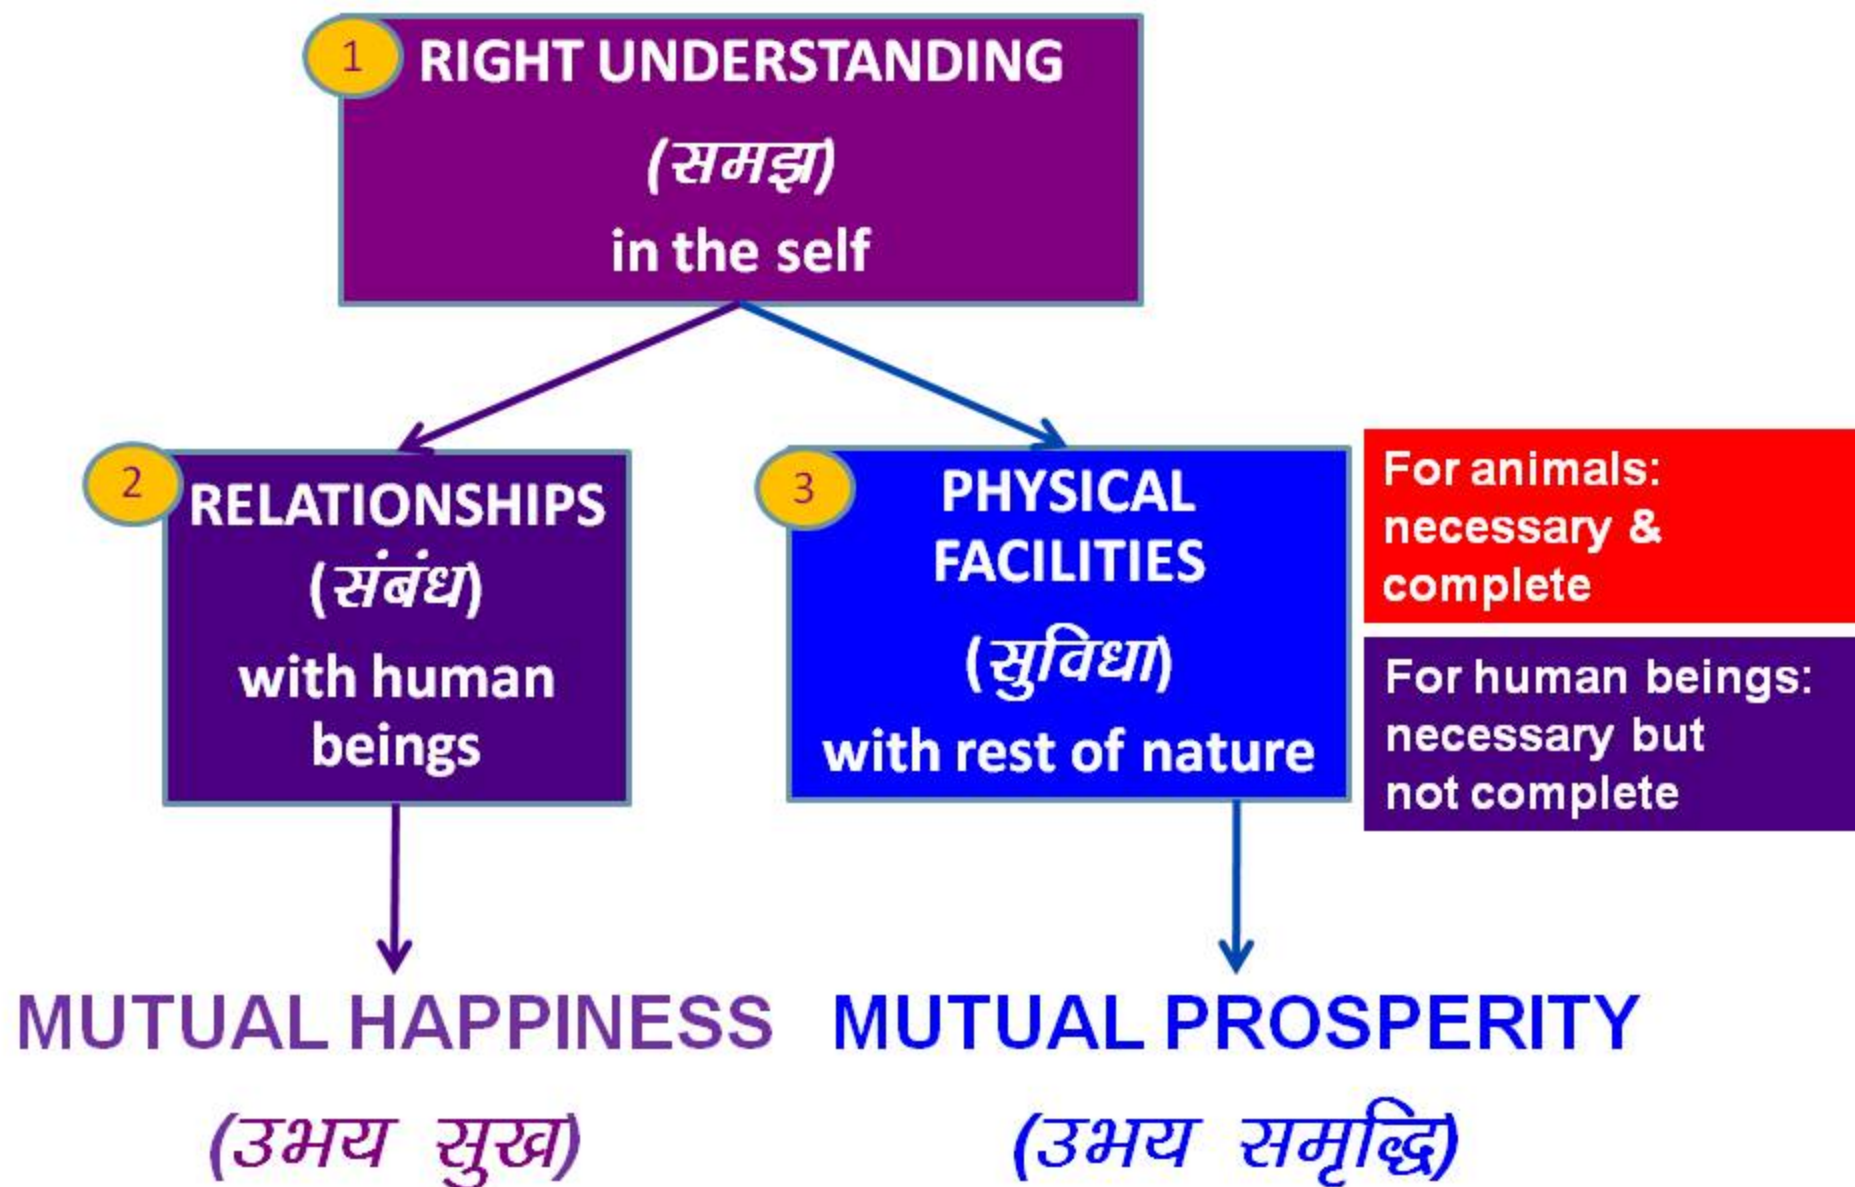 1
RIGHT UNDERSTANDING
(समझ)
in the self
2
RELATIONSHIPS
(संबंध)
with human
beings
3
PHYSICAL
FACILITIES
(सुविधा)
with rest of nature
For animals:
necessary &
complete
For human beings:
necessary but
not complete
MUTUAL HAPPINESS
(उभय सुख)
MUTUAL PROSPERITY
(उभय समृद्धि)